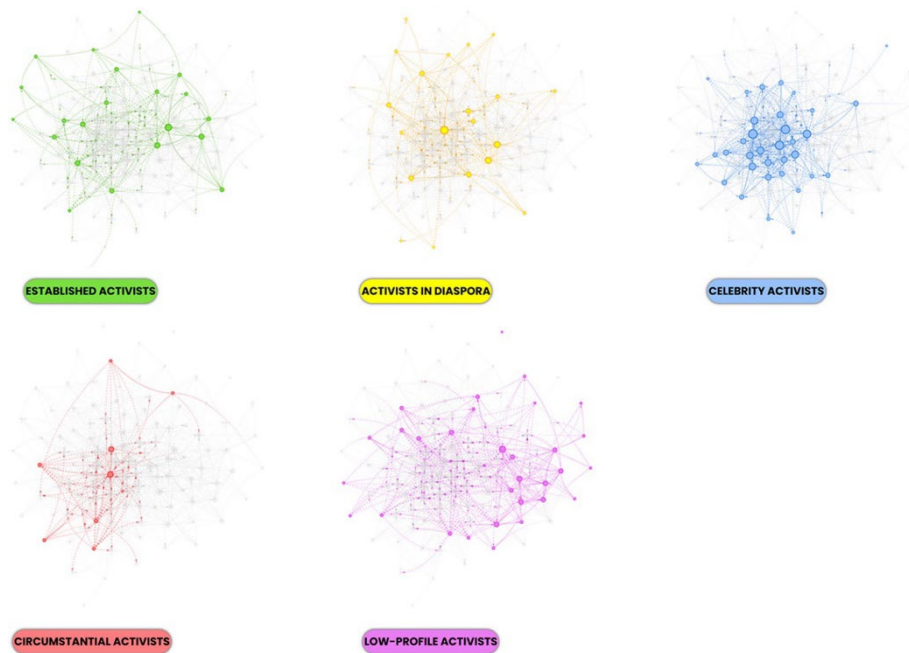 ESTABLISHED ACTIVISTS
ACTIVISTS IN DIASPORA
CELEBRITY ACTIVISTS
CIRCUMSTANTIAL ACTIVISTS
LOW-PROFILE ACTIVISTS